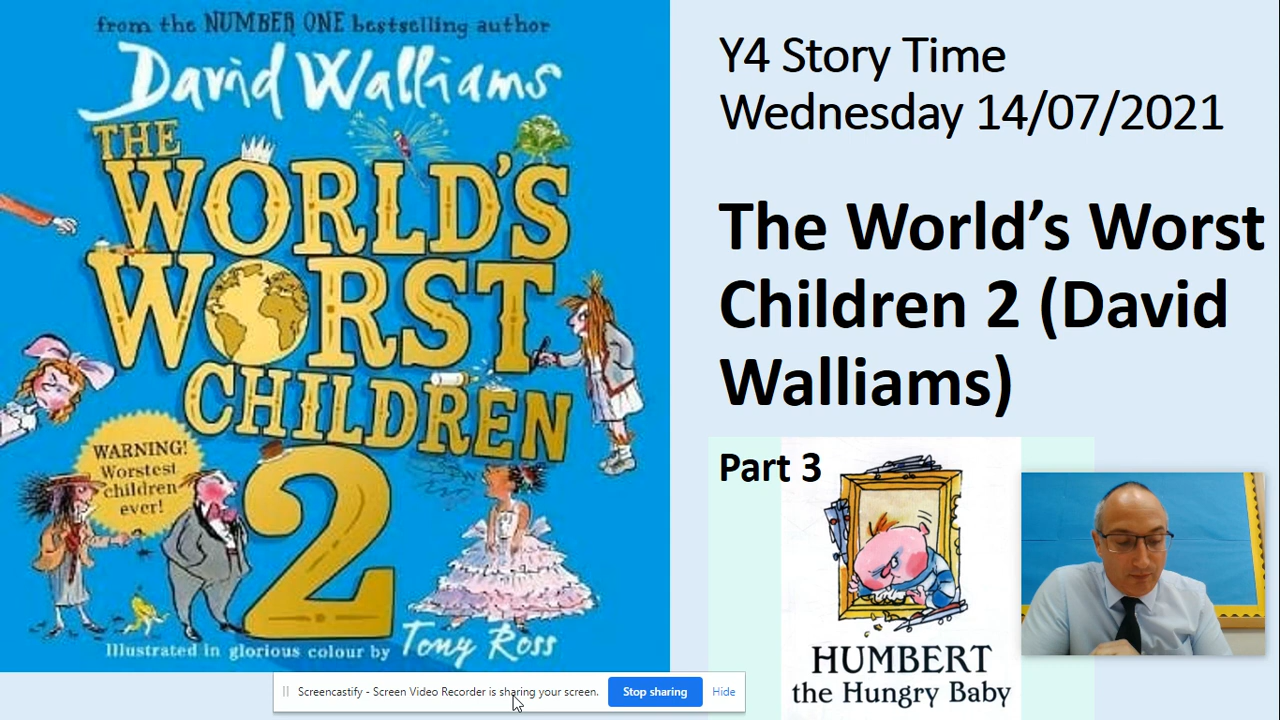 from the NUMBER ONE bestselling author
David Walliams
THE
WORLD'S
WORST
CHILDREN
2
WARNING!
Worstest
children
ever!
Illustrated in glorious colour by Tony Ross
Y4 Story Time
Wednesday 14/07/2021
The World’s Worst
Children 2 (David
Walliams)
Part 3
HUMBERT
the Hungry Baby
Screencastify - Screen Video Recorder is sharing your screen.
Stop sharing
Hide